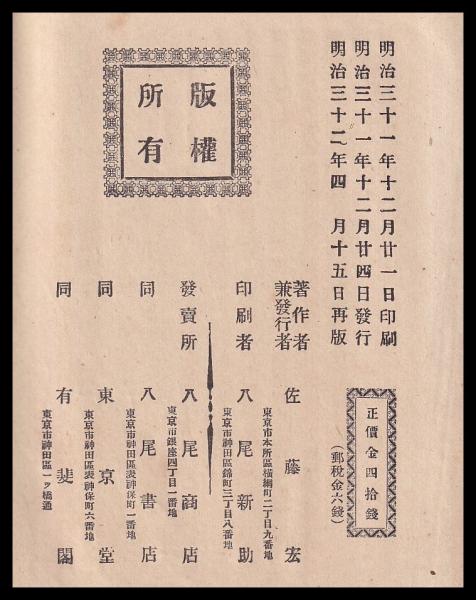 明治三十一年十二月廿一日印刷
明治三十一年十二月廿四日發行
明治三十二年四月十五日再版
版權
所有
正價金四拾錢
(郵税金六錢)
著作者
兼發行者
佐藤宏
東京市本所區橫網町二丁目九番地
印刷者
八尾新助
東京市神田區錦町三丁目八番地
發賣所
八尾商店
東京市銀座四丁目一番地
同
八尾書店
東京市神田區表神保町一番地
同
東京堂
東京市神田區表神保町六番地
同
有斐閣
東京市神田區一ツ橋通